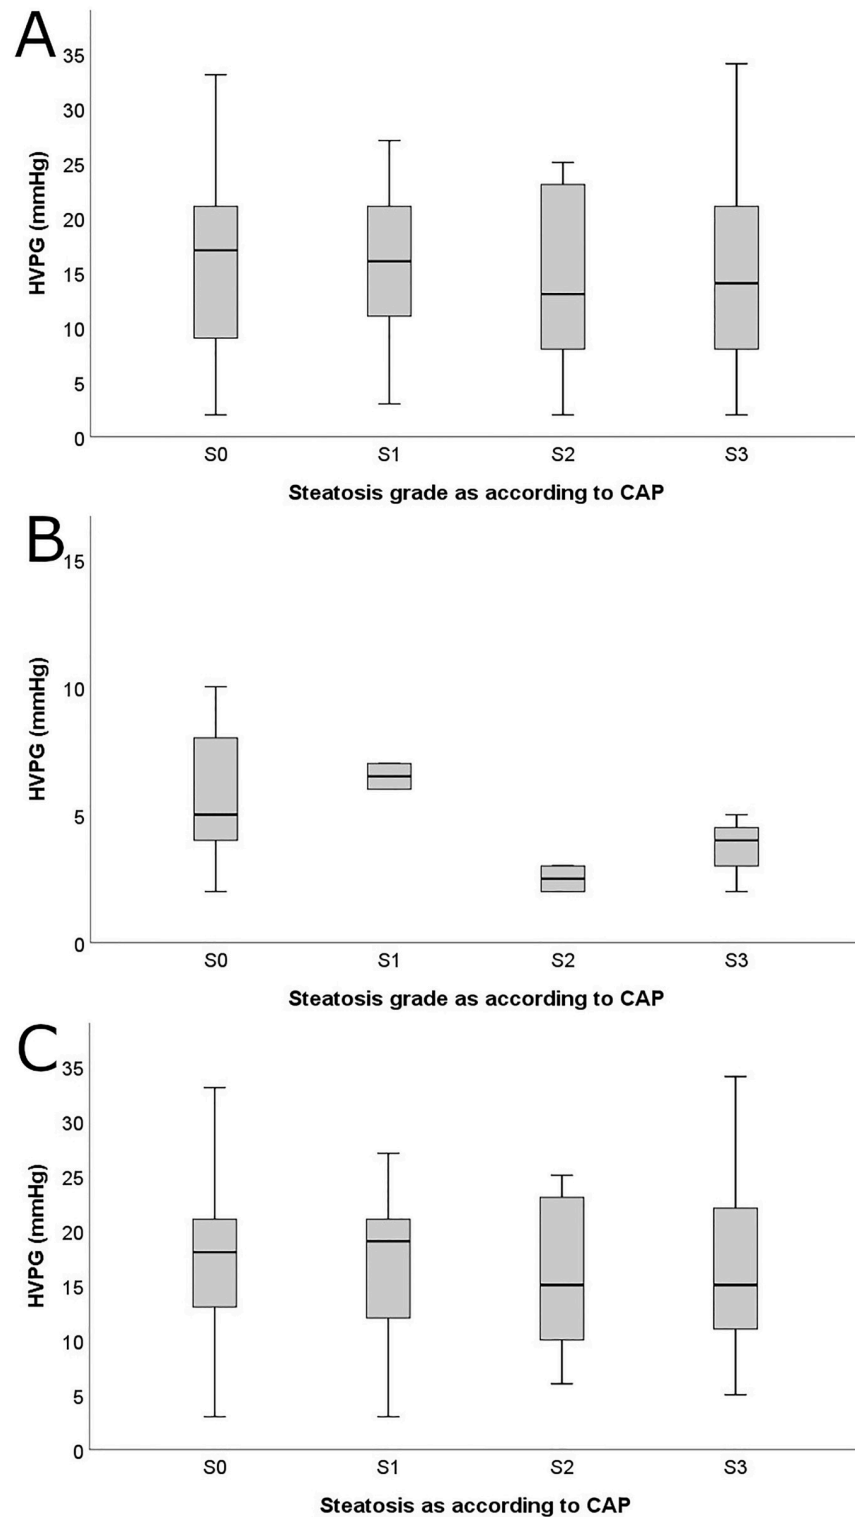 A
35
30
25
20
15
10
5
0
HVPG (mmHg)
S0 S1 S2 S3
Steatosis grade as according to CAP
B
15
10
5
0
HVPG (mmHg)
S0 S1 S2 S3
Steatosis grade as according to CAP
C
35
30
25
20
15
10
5
0
HVPG (mmHg)
S0 S1 S2 S3
Steatosis as according to CAP